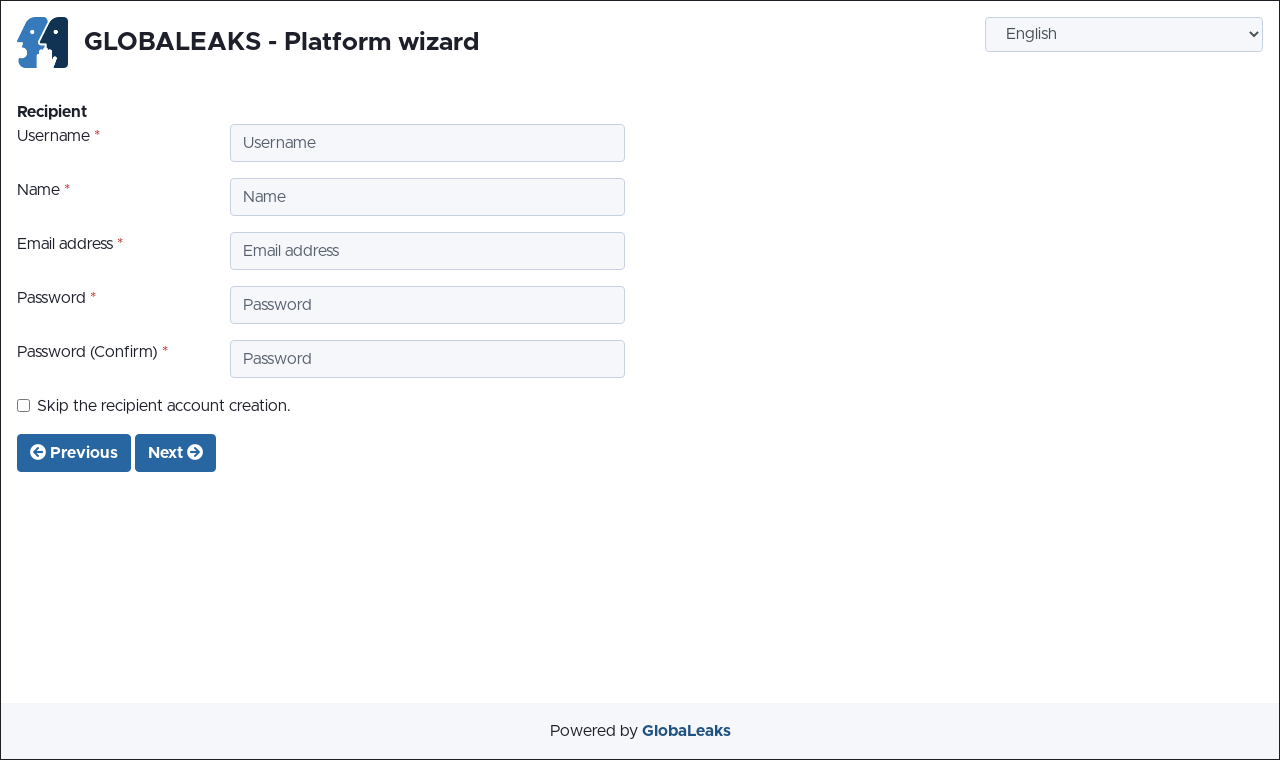 GLOBALEAKS - Platform wizard
English
Recipient
Username *
Username
Name *
Name
Email address *
Email address
Password *
Password
Password (Confirm) *
Password
Skip the recipient account creation.
Previous Next
Powered by GlobaLeaks